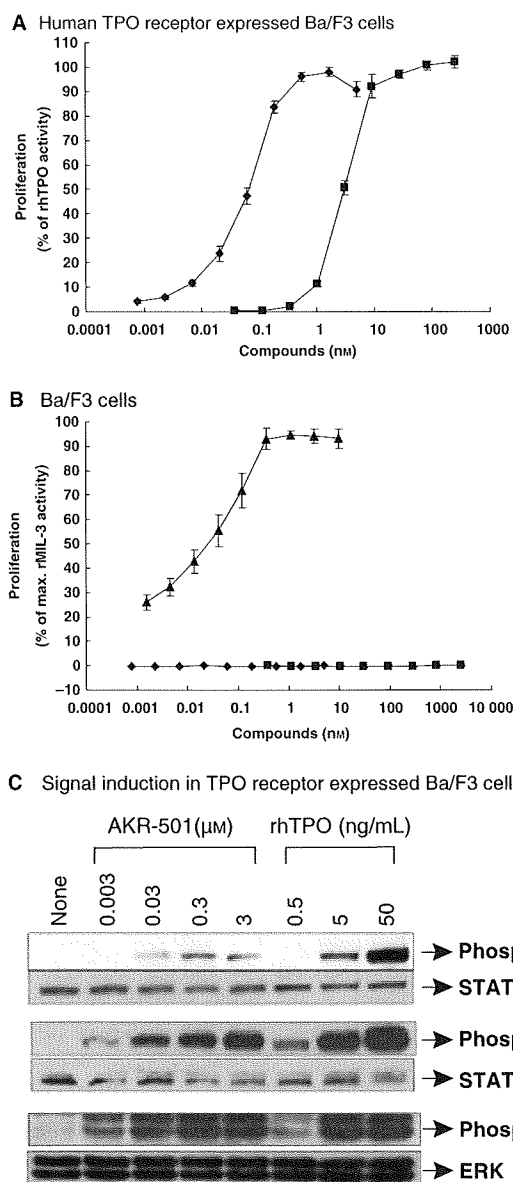 A Human TPO receptor expressed Ba/F3 cells
Proliferation
(% of rhTPO activity)
110
100
90
80
70
60
50
40
30
20
10
0
0.0001 0.001 0.01 0.1 1 10 100 1000
Compounds (nM)
B Ba/F3 cells
Proliferation
(% of max. rMIL-3 activity)
100
90
80
70
60
50
40
30
20
10
0
–10
0.0001 0.001 0.01 0.1 1 10 100 1000 10 000
Compounds (nM)
C Signal induction in TPO receptor expressed Ba/F3 cell
AKR-501(μM) rhTPO (ng/mL)
None 0.003 0.03 0.3 3 0.5 5 50
Phosp
STAT
Phosp
STAT
Phosp
ERK